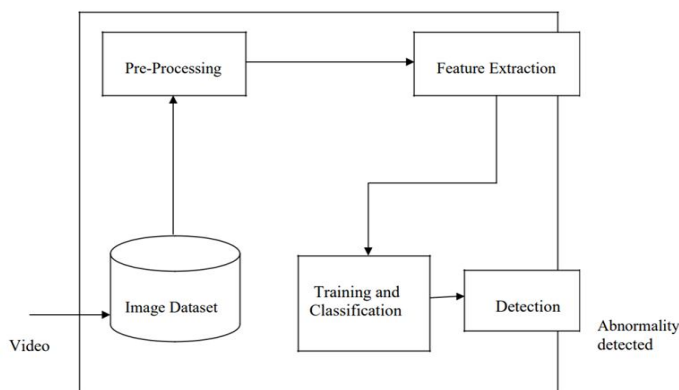 Pre-Processing
Feature Extraction
Image Dataset
Training and
Classification
Detection
Video
Abnormality
detected